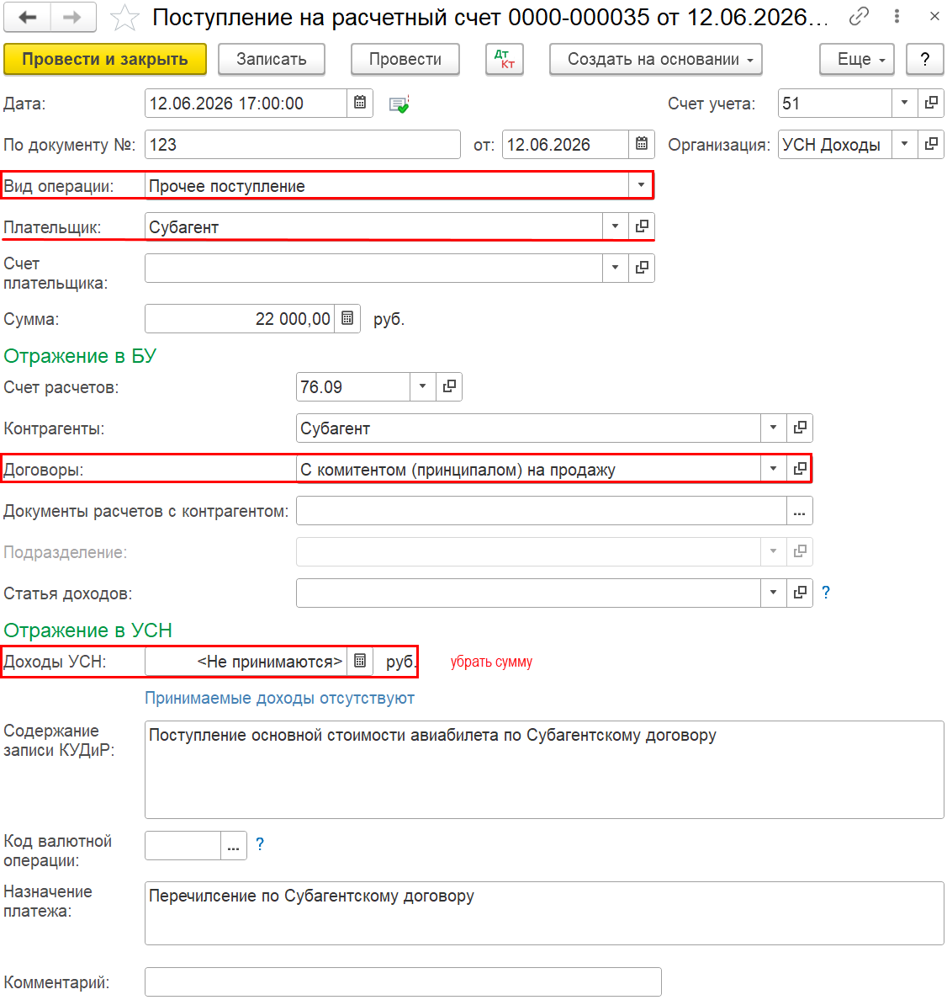 Поступление на расчетный счет 0000-000035 от 12.06.2026...
Провести и закрыть Записать Провести Дт Кт Создать на основании Еще ?
Дата: 12.06.2026 17:00:00 Счет учета: 51
По документу №: 123 от: 12.06.2026 Организация: УСН Доходы
Вид операции: Прочее поступление
Плательщик: Субагент
Счет
плательщика:
Сумма: 22 000,00 руб.
Отражение в БУ
Счет расчетов: 76.09
Контрагенты: Субагент
Договоры: С комитентом (принципалом) на продажу
Документы расчетов с контрагентом: ...
Подразделение:
Статья доходов: ?
Отражение в УСН
Доходы УСН: <Не принимаются> руб. убрать сумму
Принимаемые доходы отсутствуют
Содержание
записи КУДиР:
Поступление основной стоимости авиабилета по Субагентскому договору
Код валютной
операции: ... ?
Назначение
платежа:
Перечилсение по Субагентскому договору
Комментарий: